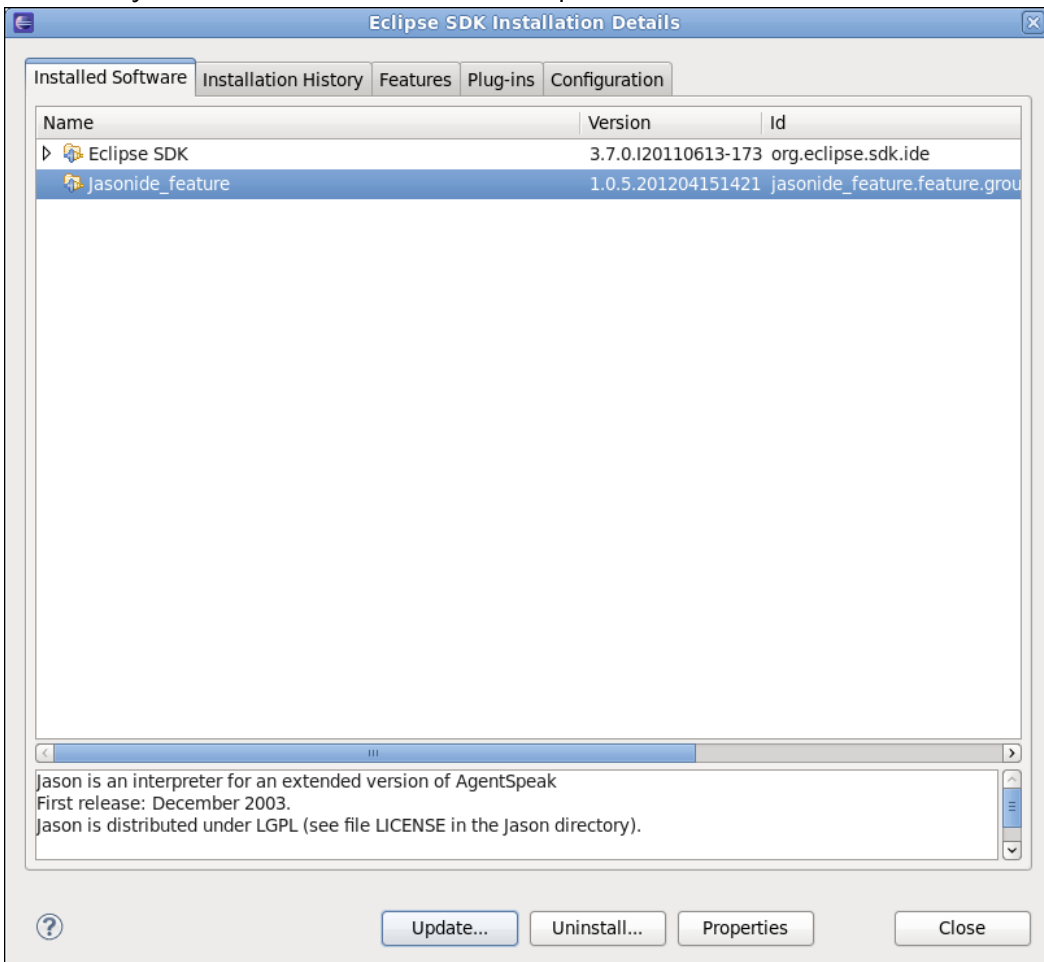 Eclipse SDK Installation Details
Installed Software Installation History Features Plug-ins Configuration
Name Version Id
Eclipse SDK 3.7.0.I20110613-173 org.eclipse.sdk.ide
Jasonide_feature 1.0.5.201204151421 jasonide_feature.feature.grou
Jason is an interpreter for an extended version of AgentSpeak
First release: December 2003.
Jason is distributed under LGPL (see file LICENSE in the Jason directory).
Update... Uninstall... Properties Close